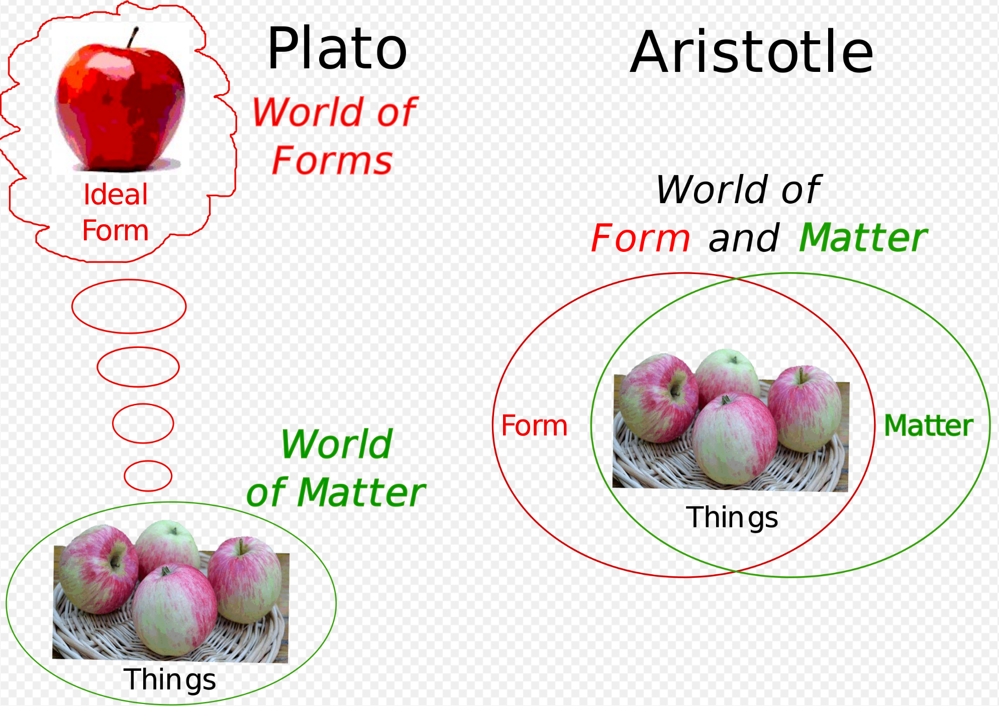 Plato
World of
Forms
Ideal
Form
World
of Matter
Things
Aristotle
World of
Form and Matter
Form
Matter
Things